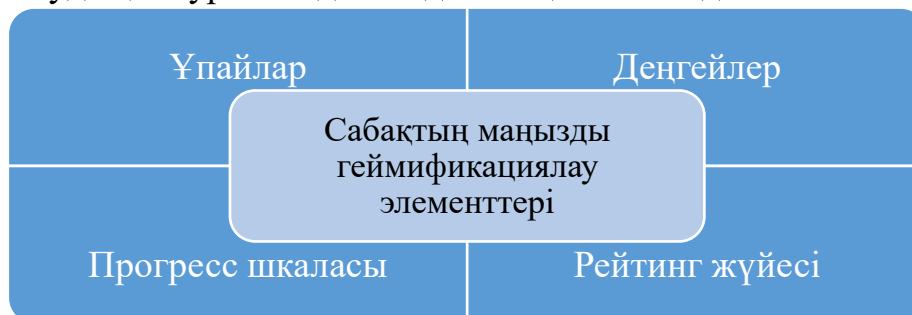 Ұпайлар
Деңгейлер
Сабақтың маңызды
геймификациялау
элементтері
Прогресс шкаласы
Рейтинг жүйесі